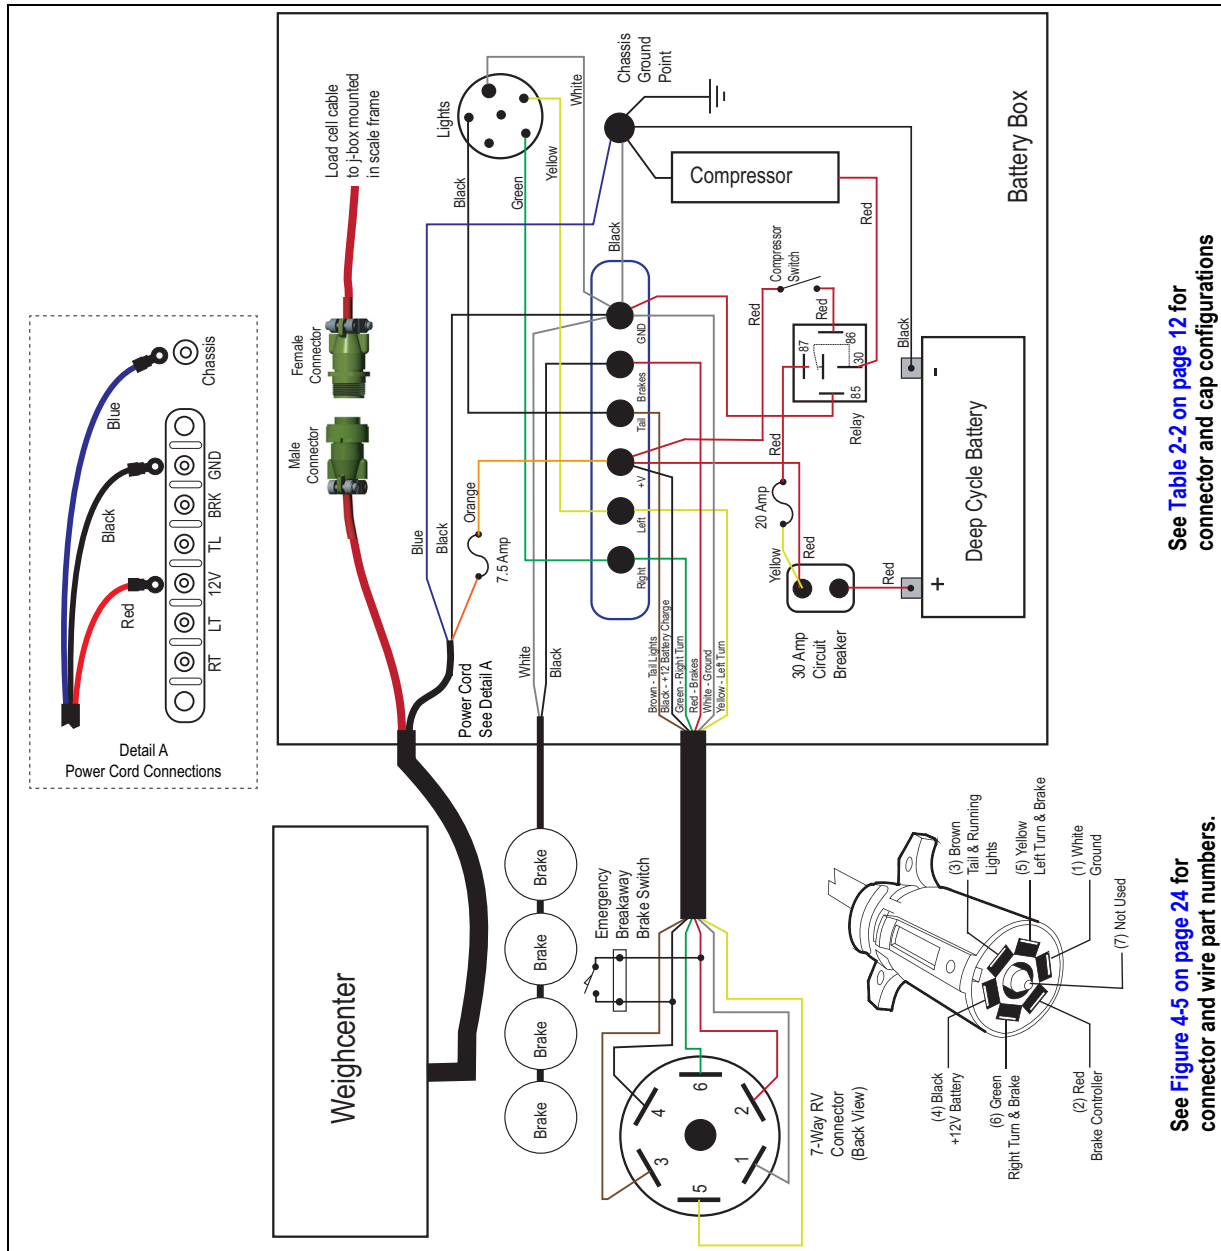 Battery Box
Load cell cable
to j-box mounted
in scale frame
Lights
White
Chassis
Ground
Point
Black
Green
Yellow
Black
Compressor
Red
Compressor
Switch
Red
Red
87
86
30
85
Relay
Black
Female
Connector
Male
Connector
Blue
Black
Orange
7.5 Amp
GND
Brakes
Tail
+V
Left
Right
Red
20 Amp
Yellow
Red
Red
30 Amp
Circuit
Breaker
-
+
Deep Cycle Battery
White
Black
Power Cord
See Detail A
Brown - Tail Lights
Black - +12 Battery Charge
Green - Right Turn
Red - Brakes
White - Ground
Yellow - Left Turn
Blue
Black
Red
Chassis
GND
BRK
TL
12V
LT
RT
Detail A
Power Cord Connections
Weighcenter
Brake
Brake
Brake
Brake
Emergency
Breakaway
Brake Switch
6
4
2
3
1
5
7-Way RV
Connector
(Back View)
(3) Brown
Tail & Running
Lights
(5) Yellow
Left Turn & Brake
(1) White
Ground
(7) Not Used
(4) Black
+12V Battery
(6) Green
Right Turn & Brake
(2) Red
Brake Controller
See Table 2-2 on page 12 for
connector and cap configurations
See Figure 4-5 on page 24 for
connector and wire part numbers.